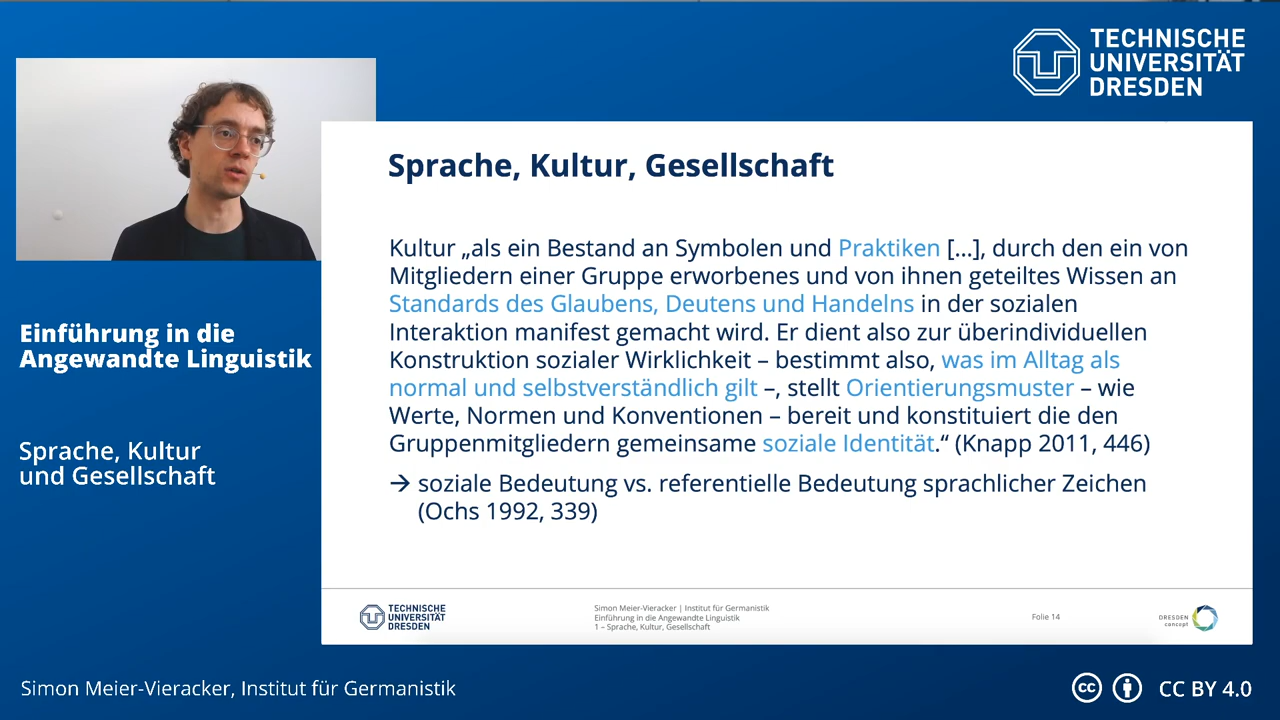 TECHNISCHE
UNIVERSITÄT
DRESDEN
Sprache, Kultur, Gesellschaft
Kultur „als ein Bestand an Symbolen und Praktiken [...], durch den ein von
Mitgliedern einer Gruppe erworbenes und von ihnen geteiltes Wissen an
Standards des Glaubens, Deutens und Handelns in der sozialen
Interaktion manifest gemacht wird. Er dient also zur überindividuellen
Konstruktion sozialer Wirklichkeit – bestimmt also, was im Alltag als
normal und selbstverständlich gilt –, stellt Orientierungsmuster – wie
Werte, Normen und Konventionen – bereit und konstituiert die den
Gruppenmitgliedern gemeinsame soziale Identität.“ (Knapp 2011, 446)
→ soziale Bedeutung vs. referentielle Bedeutung sprachlicher Zeichen
(Ochs 1992, 339)
Einführung in die
Angewandte Linguistik
Sprache, Kultur
und Gesellschaft
TECHNISCHE
UNIVERSITÄT
DRESDEN
Simon Meier-Vieracker | Institut für Germanistik
Einführung in die Angewandte Linguistik
1 – Sprache, Kultur, Gesellschaft
Folie 14
DRESDEN
concept
Simon Meier-Vieracker, Institut für Germanistik
cc CC BY 4.0